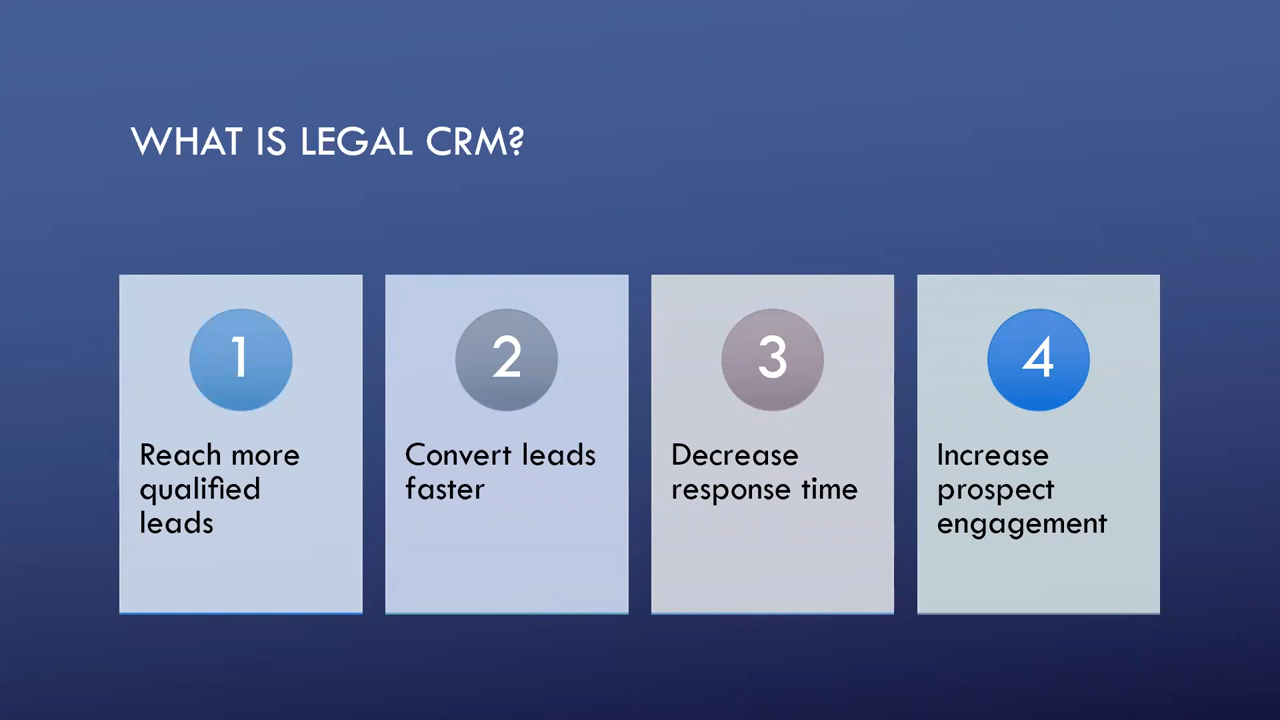 WHAT IS LEGAL CRM?
1
Reach more
qualified
leads
2
Convert leads
faster
3
Decrease
response time
4
Increase
prospect
engagement